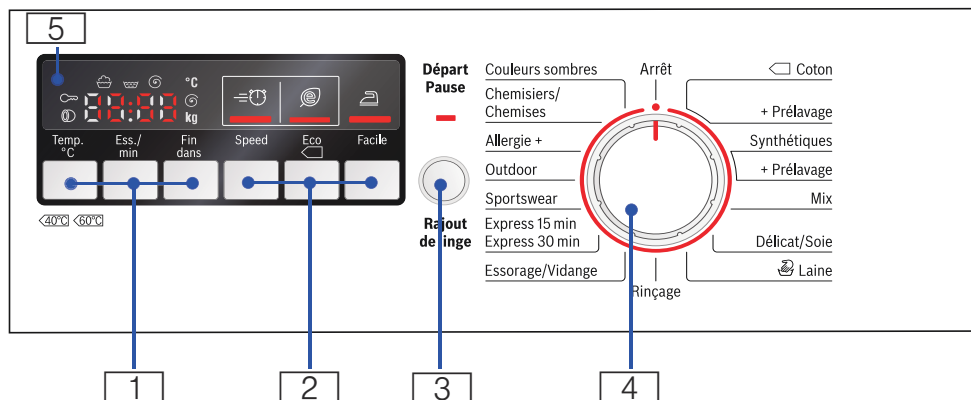 5
°C
kg
Temp.
°C
Ess./
min
Fin
dans
Speed
Eco
Facile
<40°C <60°C
Départ
Pause
Rajout
de linge
Couleurs sombres
Chemisiers/
Chemises
Allergie +
Outdoor
Sportswear
Express 15 min
Express 30 min
Essorage/Vidange
Arrêt
Rinçage
Coton
+ Prélavage
Synthétiques
+ Prélavage
Mix
Délicat/Soie
Laine
1
2
3
4